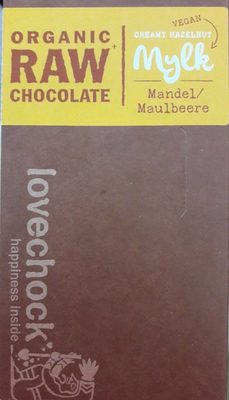 ORGANIC
RAW+
CHOCOLATE
VEGAN
CREAMY HAZELNUT
Mylk
Mandel/
Maulbeere
lovechock
happiness inside